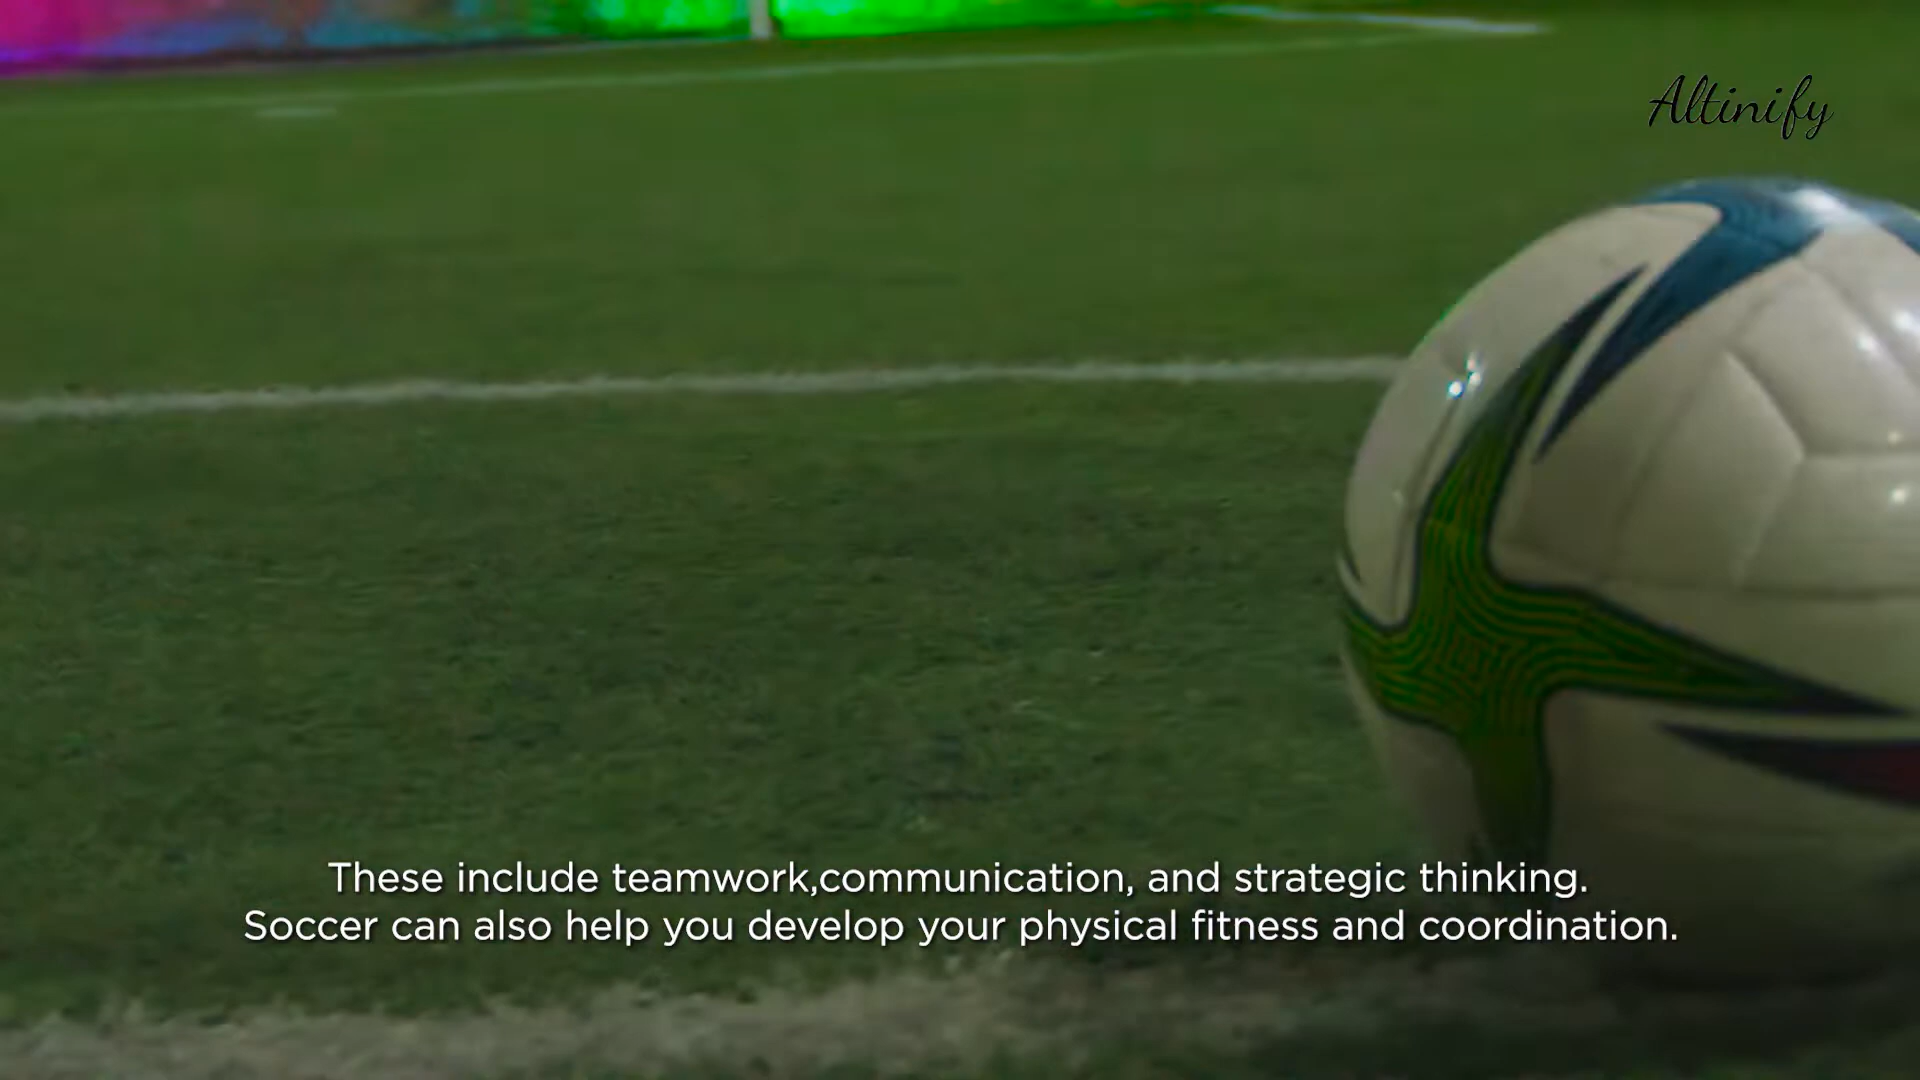 Altinify
These include teamwork,communication, and strategic thinking.
Soccer can also help you develop your physical fitness and coordination.